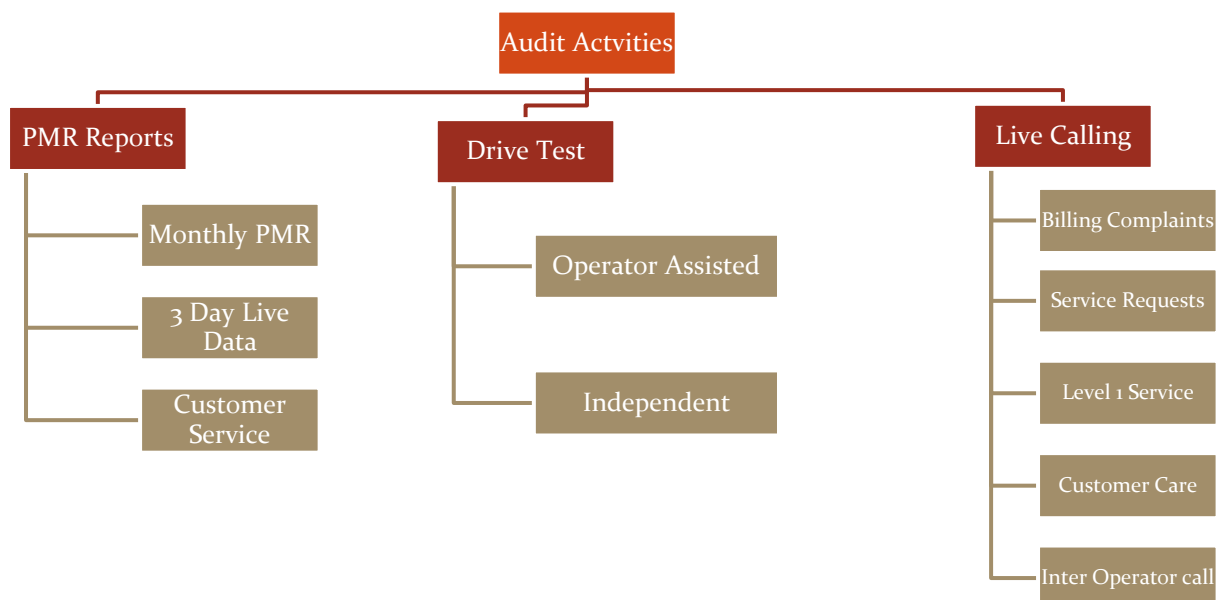 Audit Actvities
PMR Reports
Monthly PMR
3 Day Live
Data
Customer
Service
Drive Test
Operator Assisted
Independent
Live Calling
Billing Complaints
Service Requests
Level 1 Service
Customer Care
Inter Operator call